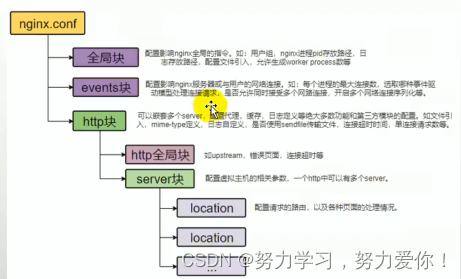 nginx.conf
全局块
配置影响nginx全局的指令。如：用户组，nginx进程pid存放路径，日
志存放路径，配置文件引入，允许生成worker process数等
events块
配置影响nginx服务器或与用户的网络连接。如：每个进程的最大连接数，选取哪种事件驱
动模型处理连接请求，是否允许同时接受多个网络连接，开启多个网络连接序列化等。
http块
可以嵌套多个server，代理，缓存，日志定义等绝大多数功能和第三方模块的配置。如文件引
入，mime-type定义，日志自定义，是否使用sendfile传输文件，连接超时时间，单连接请求数等。
http全局块
如upstream，错误页面，连接超时等
server块
配置虚拟主机的相关参数，一个http中可以有多个server。
location
配置请求的路由，以及各种页面的处理情况。
location
...
CSDN @努力学习，努力爱你！